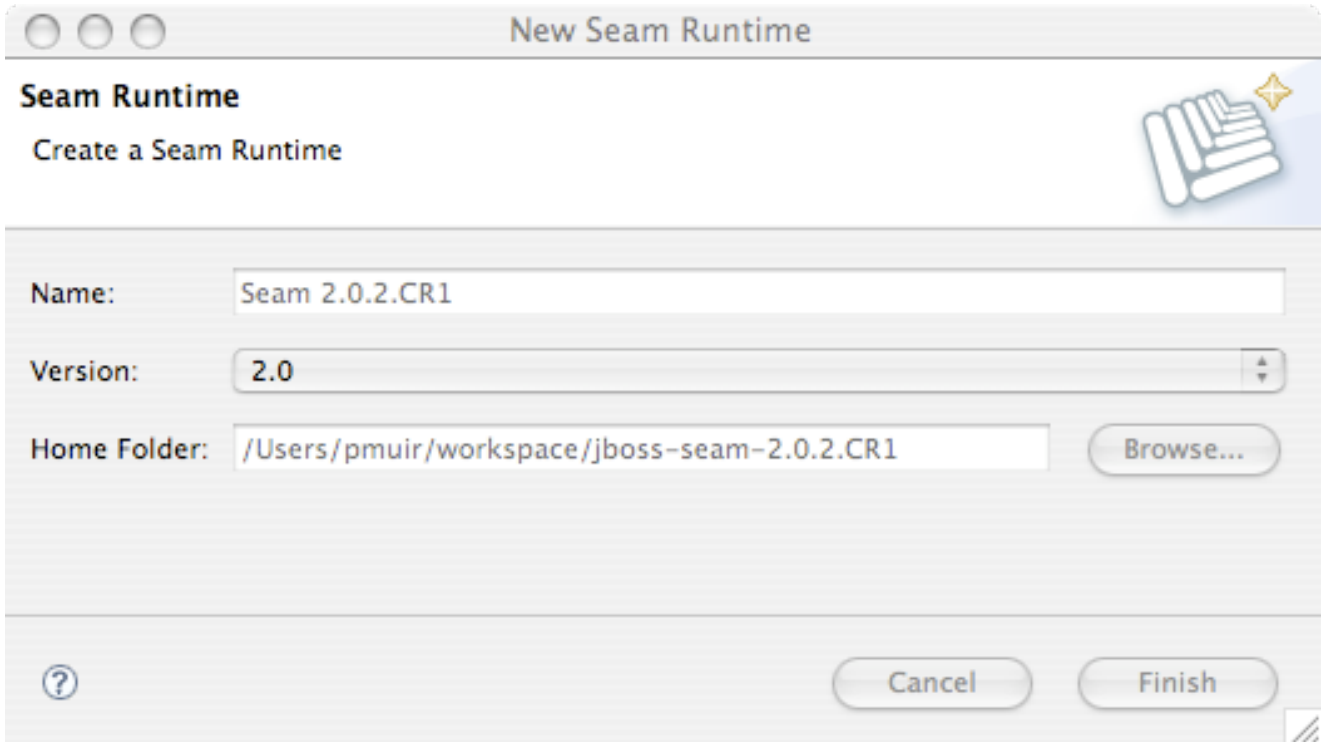 New Seam Runtime
Seam Runtime
Create a Seam Runtime
Name: Seam 2.0.2.CR1
Version: 2.0
Home Folder: /Users/pmuir/workspace/jboss-seam-2.0.2.CR1 Browse...
? Cancel Finish